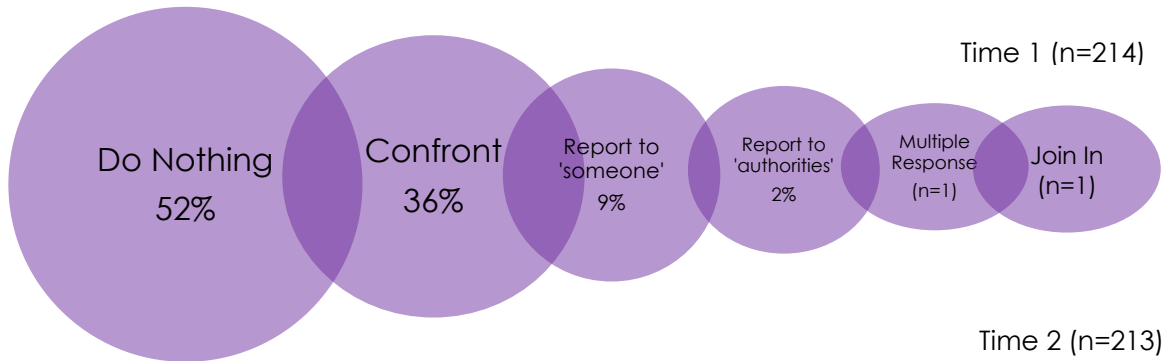 Time 1 (n=214)
Do Nothing
52%
Confront
36%
Report to
'someone'
9%
Report to
'authorities'
2%
Multiple
Response
(n=1)
Join In
(n=1)
Time 2 (n=213)